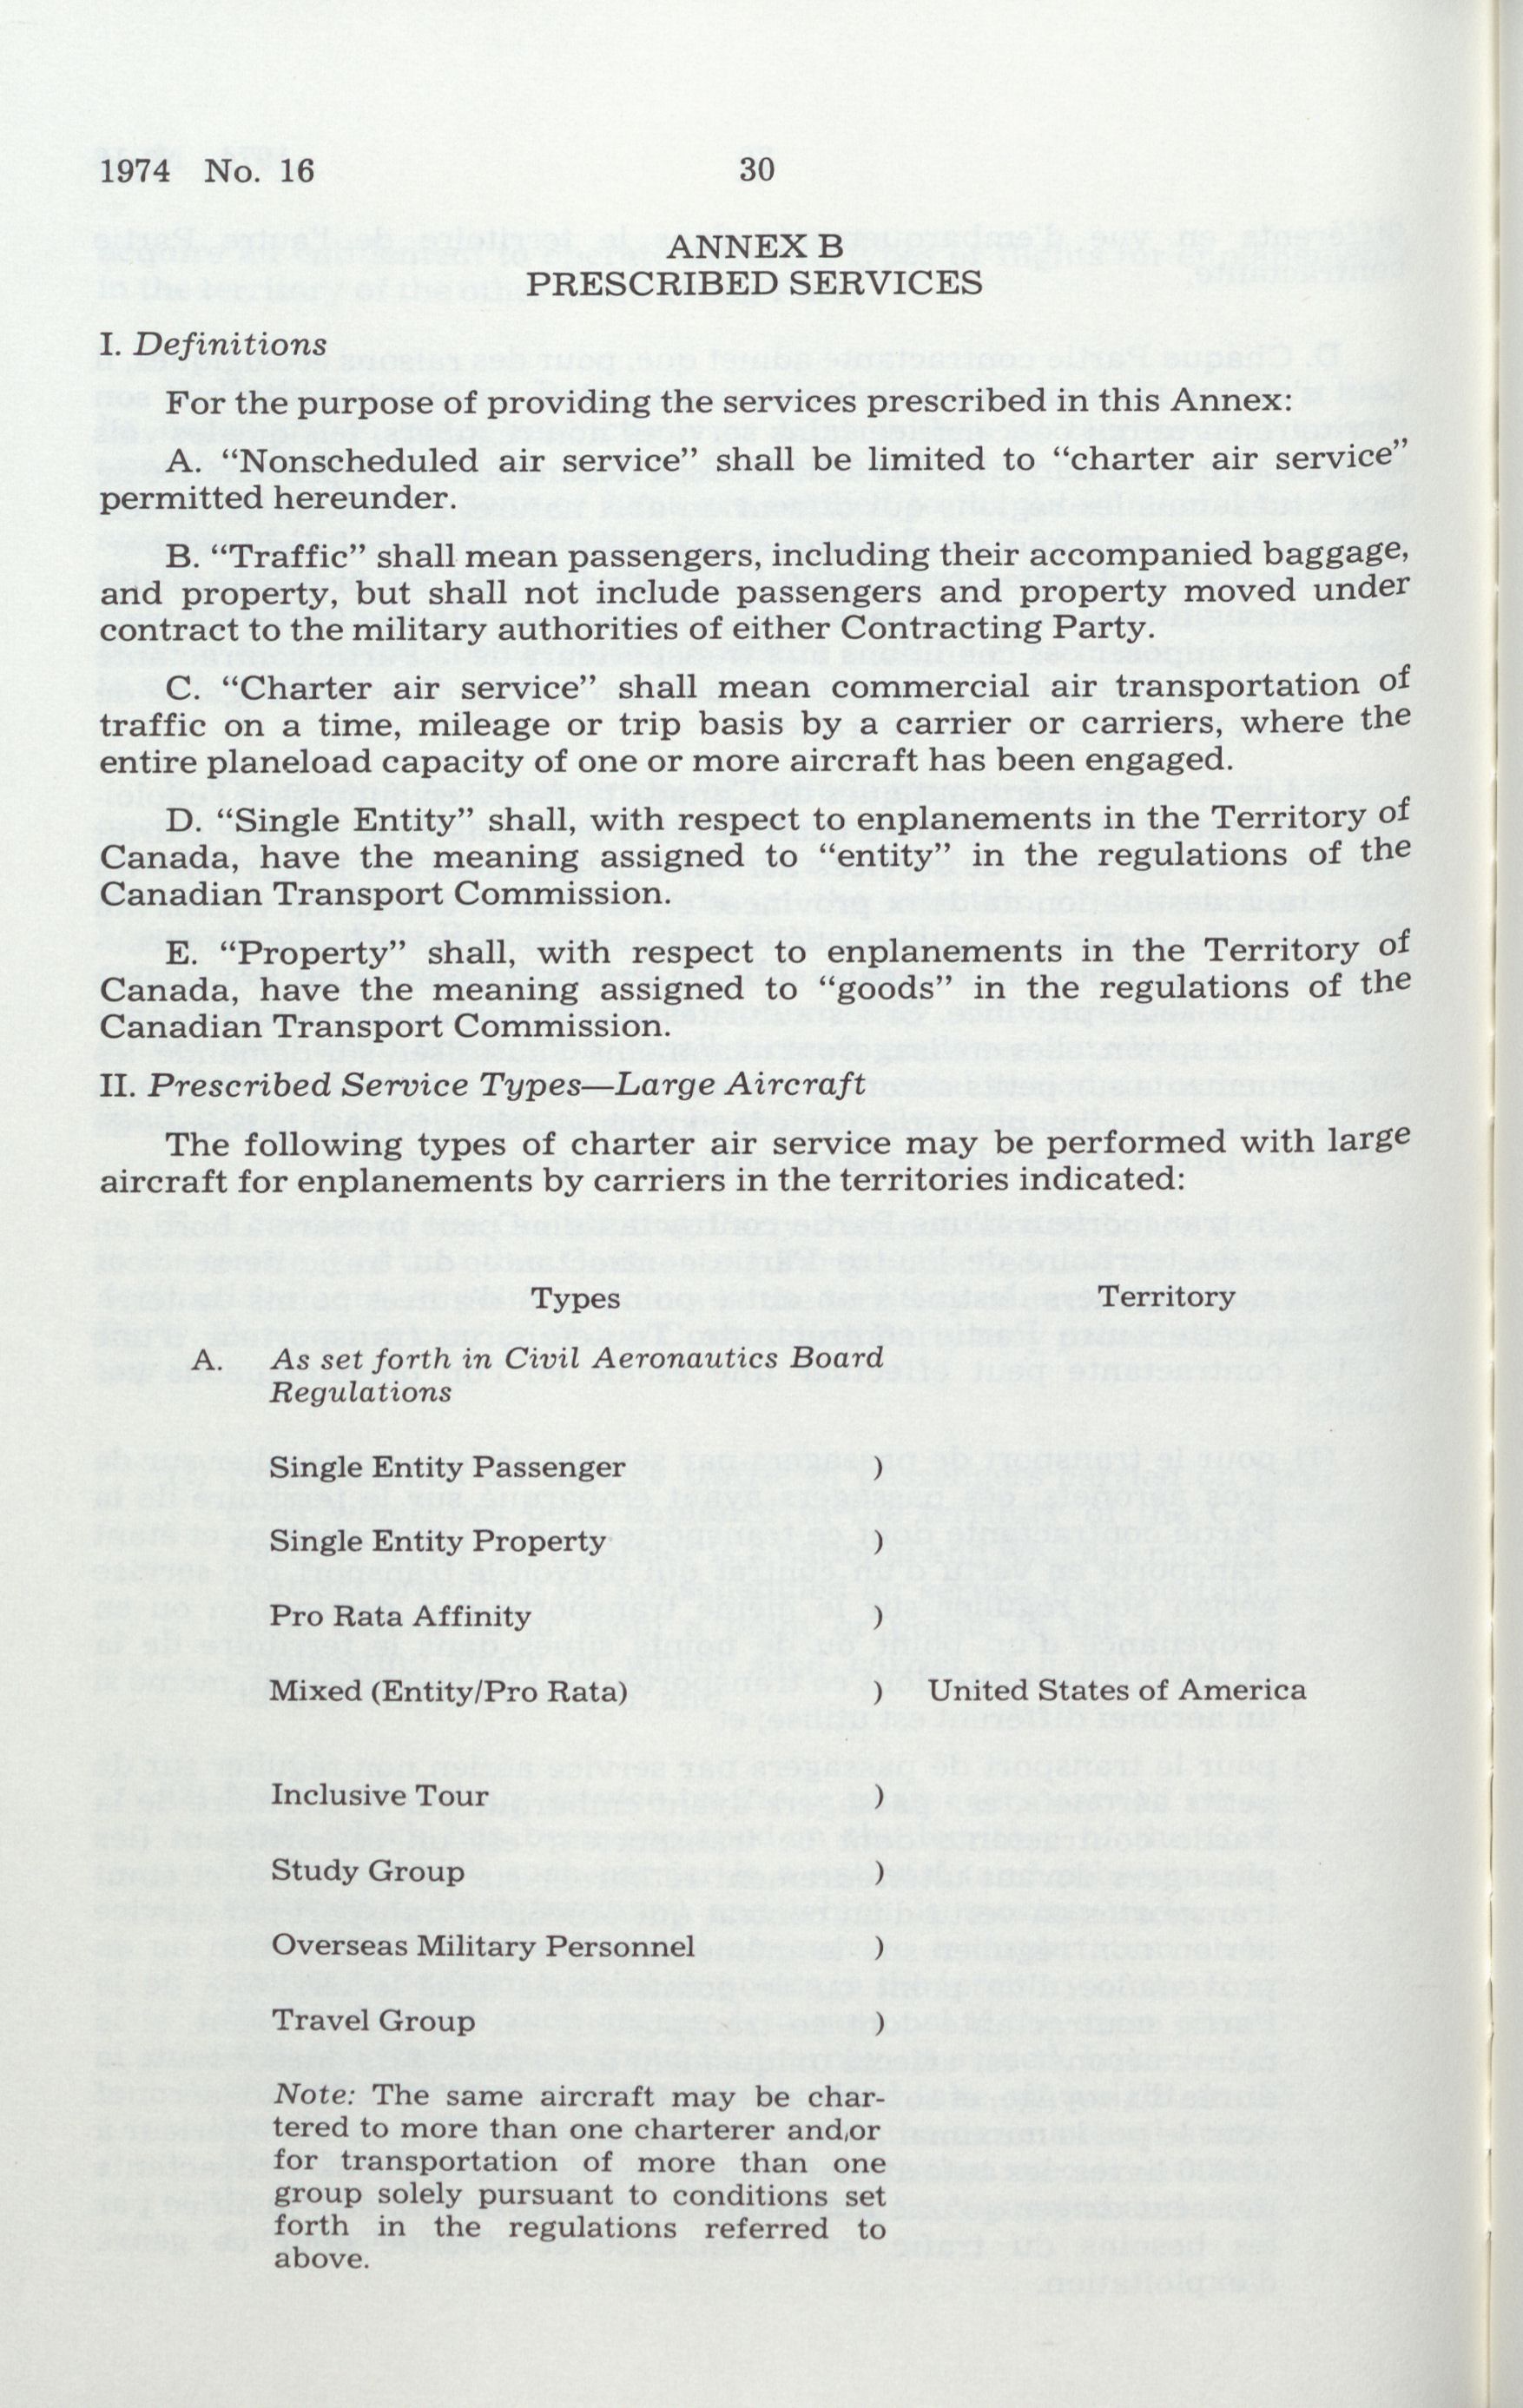 1974 No. 16
30
ANNEX B
PRESCRIBED SERVICES
I. Definitions
For the purpose of providing the services prescribed in this Annex:
A. “Nonscheduled air service” shall be limited to “charter air service”
permitted hereunder.
B. “Traffic” shall mean passengers, including their accompanied baggage,
and property, but shall not include passengers and property moved under
contract to the military authorities of either Contracting Party.
C. “Charter air service” shall mean commercial air transportation of
traffic on a time, mileage or trip basis by a carrier or carriers, where the
entire planeload capacity of one or more aircraft has been engaged.
D. “Single Entity” shall, with respect to enplanements in the Territory of
Canada, have the meaning assigned to “entity” in the regulations of the
Canadian Transport Commission.
E. “Property” shall, with respect to enplanements in the Territory of
Canada, have the meaning assigned to “goods” in the regulations of the
Canadian Transport Commission.
II. Prescribed Service Types—Large Aircraft
The following types of charter air service may be performed with large
aircraft for enplanements by carriers in the territories indicated:
Types Territory
A. As set forth in Civil Aeronautics Board
Regulations
Single Entity Passenger )
Single Entity Property )
Pro Rata Affinity )
Mixed (Entity/Pro Rata) ) United States of America
Inclusive Tour )
Study Group )
Overseas Military Personnel )
Travel Group )
Note: The same aircraft may be char-
tered to more than one charterer and/or
for transportation of more than one
group solely pursuant to conditions set
forth in the regulations referred to
above.